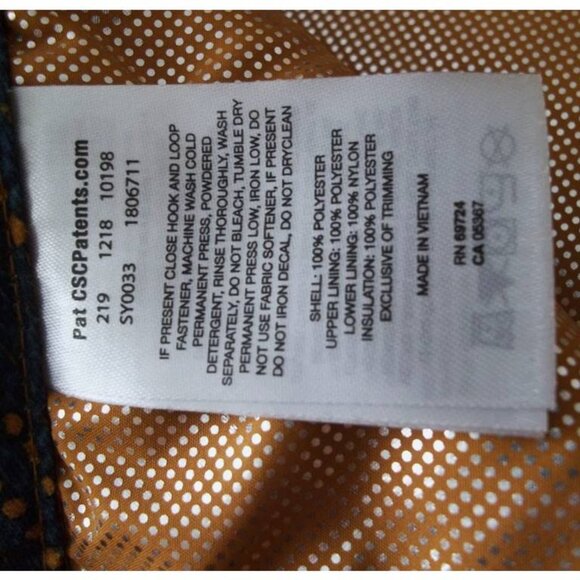 Pat CSCPatents.com
219 1218 10198
SY0033 1806711
IF PRESENT CLOSE HOOK AND LOOP
FASTENER, MACHINE WASH COLD
PERMANENT PRESS, POWDERED
DETERGENT, RINSE THOROUGHLY, WASH
SEPARATELY, DO NOT BLEACH, TUMBLE DRY
PERMANENT PRESS LOW, IRON LOW, DO
NOT USE FABRIC SOFTENER, IF PRESENT
DO NOT IRON DECAL, DO NOT DRYCLEAN
SHELL: 100% POLYESTER
UPPER LINING: 100% POLYESTER
LOWER LINING: 100% NYLON
INSULATION: 100% POLYESTER
EXCLUSIVE OF TRIMMING
MADE IN VIETNAM
RN 69724
CA 05367